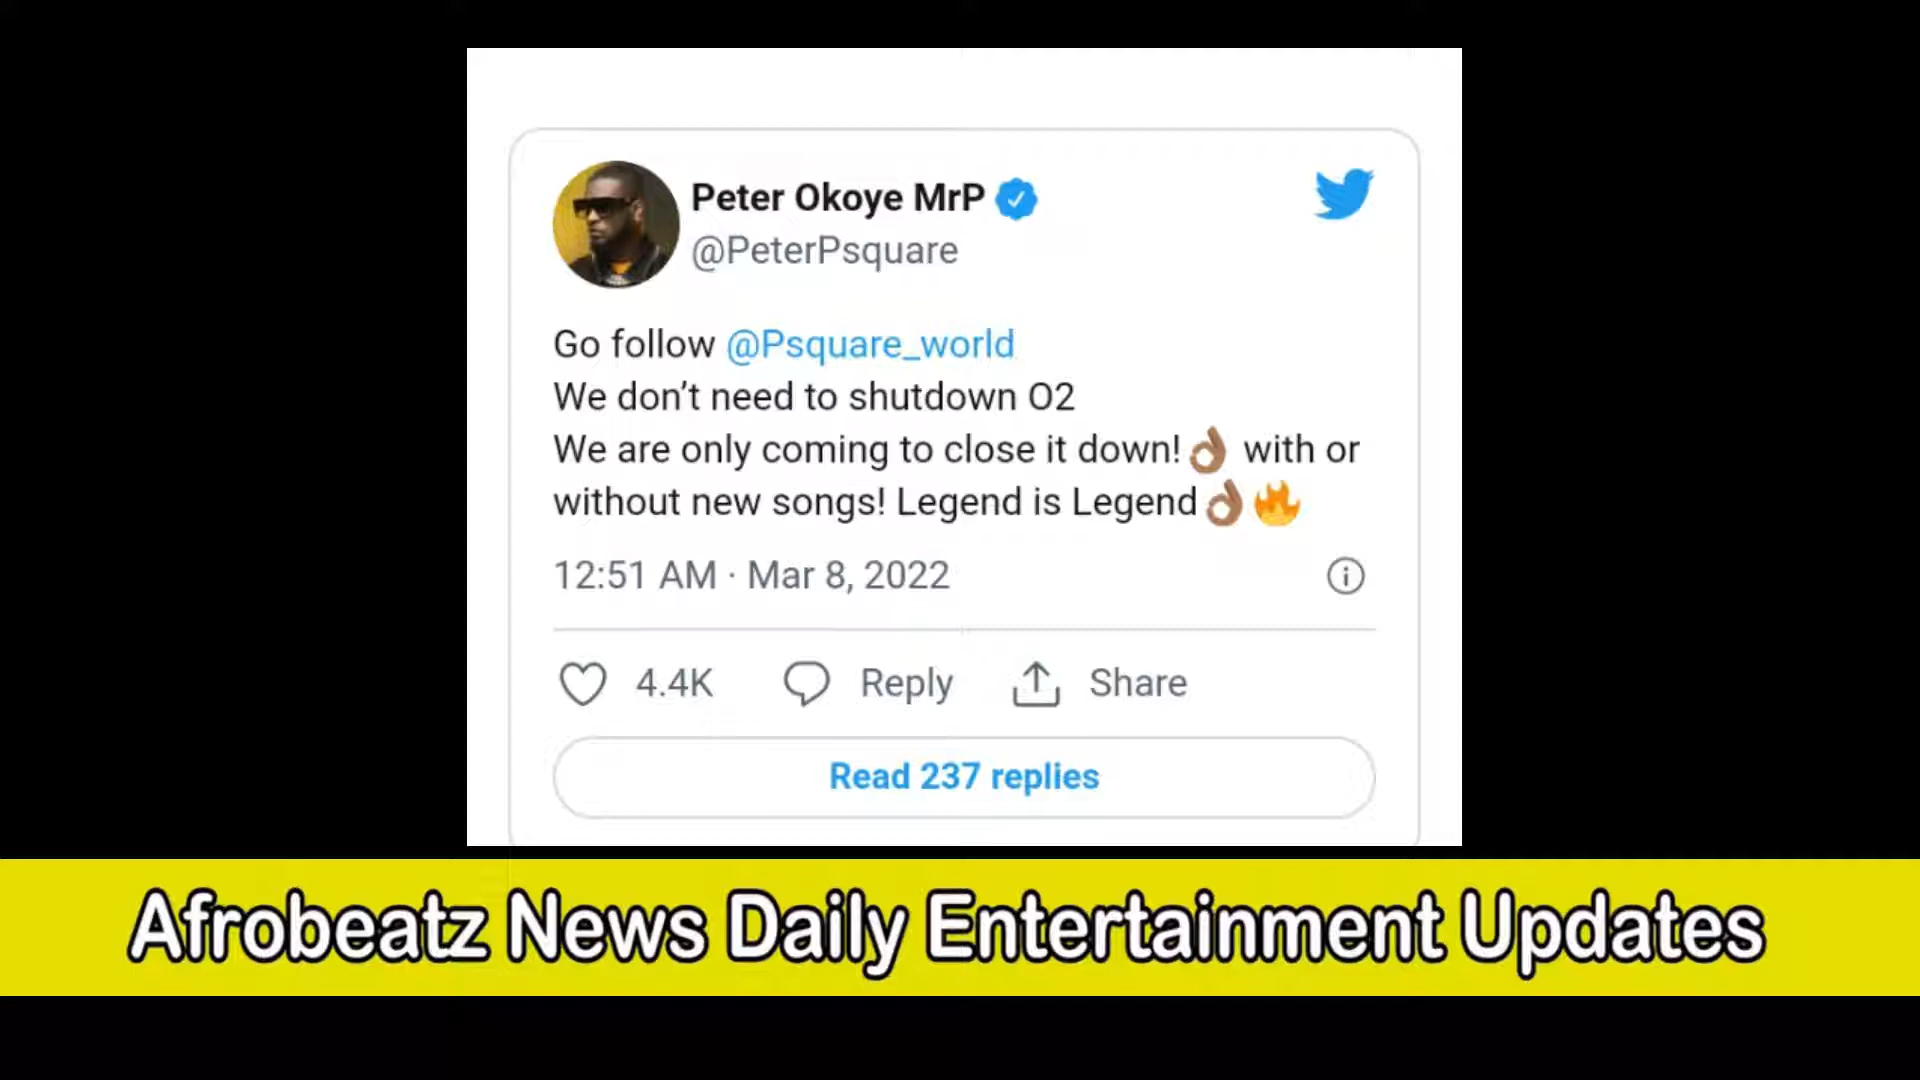 Peter Okoye MrP
@PeterPsquare
Go follow @Psquare_world
We don’t need to shutdown O2
We are only coming to close it down!👌🏾 with or
without new songs! Legend is Legend👌🏾🔥
12:51 AM · Mar 8, 2022
4.4K Reply Share
Read 237 replies
Afrobeatz News Daily Entertainment Updates